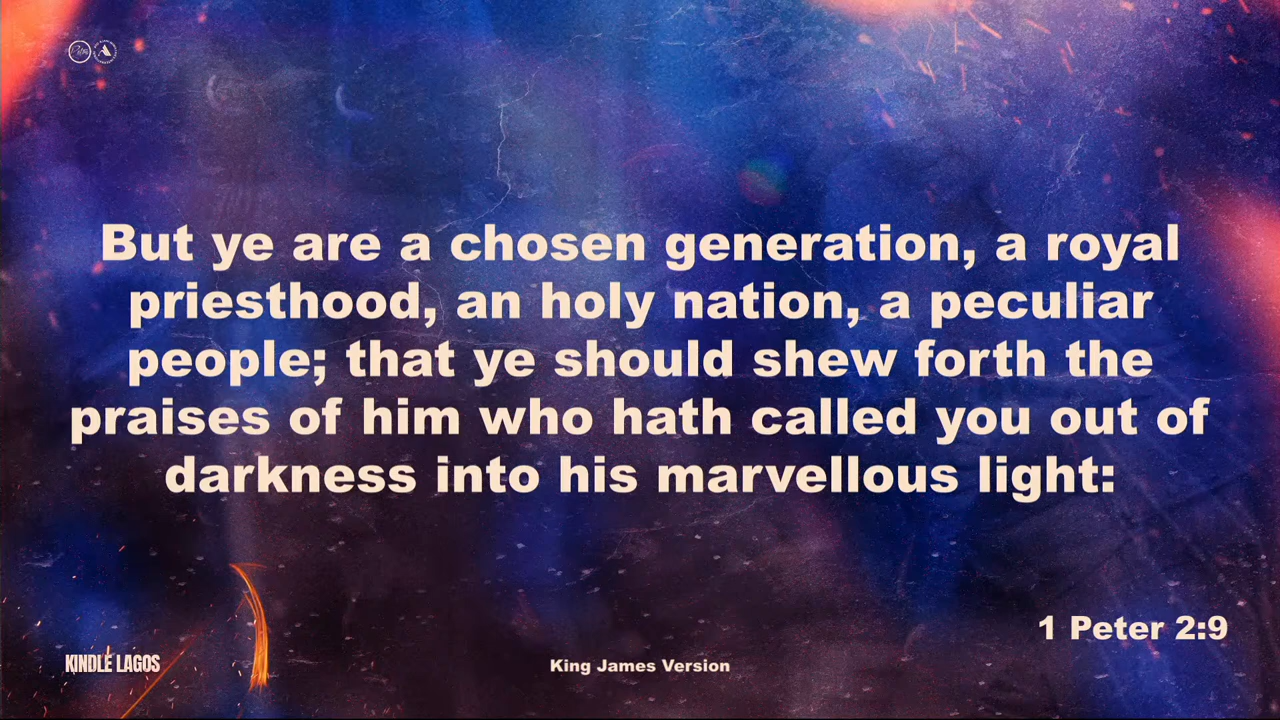 But ye are a chosen generation, a royal
priesthood, an holy nation, a peculiar
people; that ye should shew forth the
praises of him who hath called you out of
darkness into his marvellous light:
1 Peter 2:9
KINDLE LAGOS
King James Version